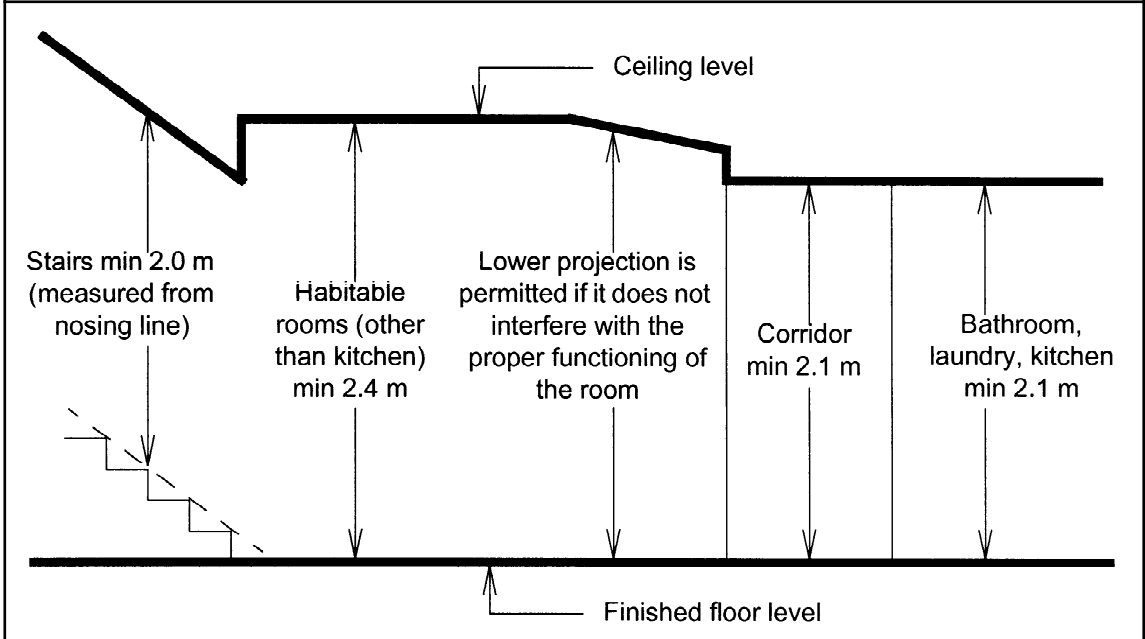 Ceiling level
Stairs min 2.0 m
(measured from
nosing line)
Habitable
rooms (other
than kitchen)
min 2.4 m
Lower projection is
permitted if it does not
interfere with the
proper functioning of
the room
Corridor
min 2.1 m
Bathroom,
laundry, kitchen
min 2.1 m
Finished floor level